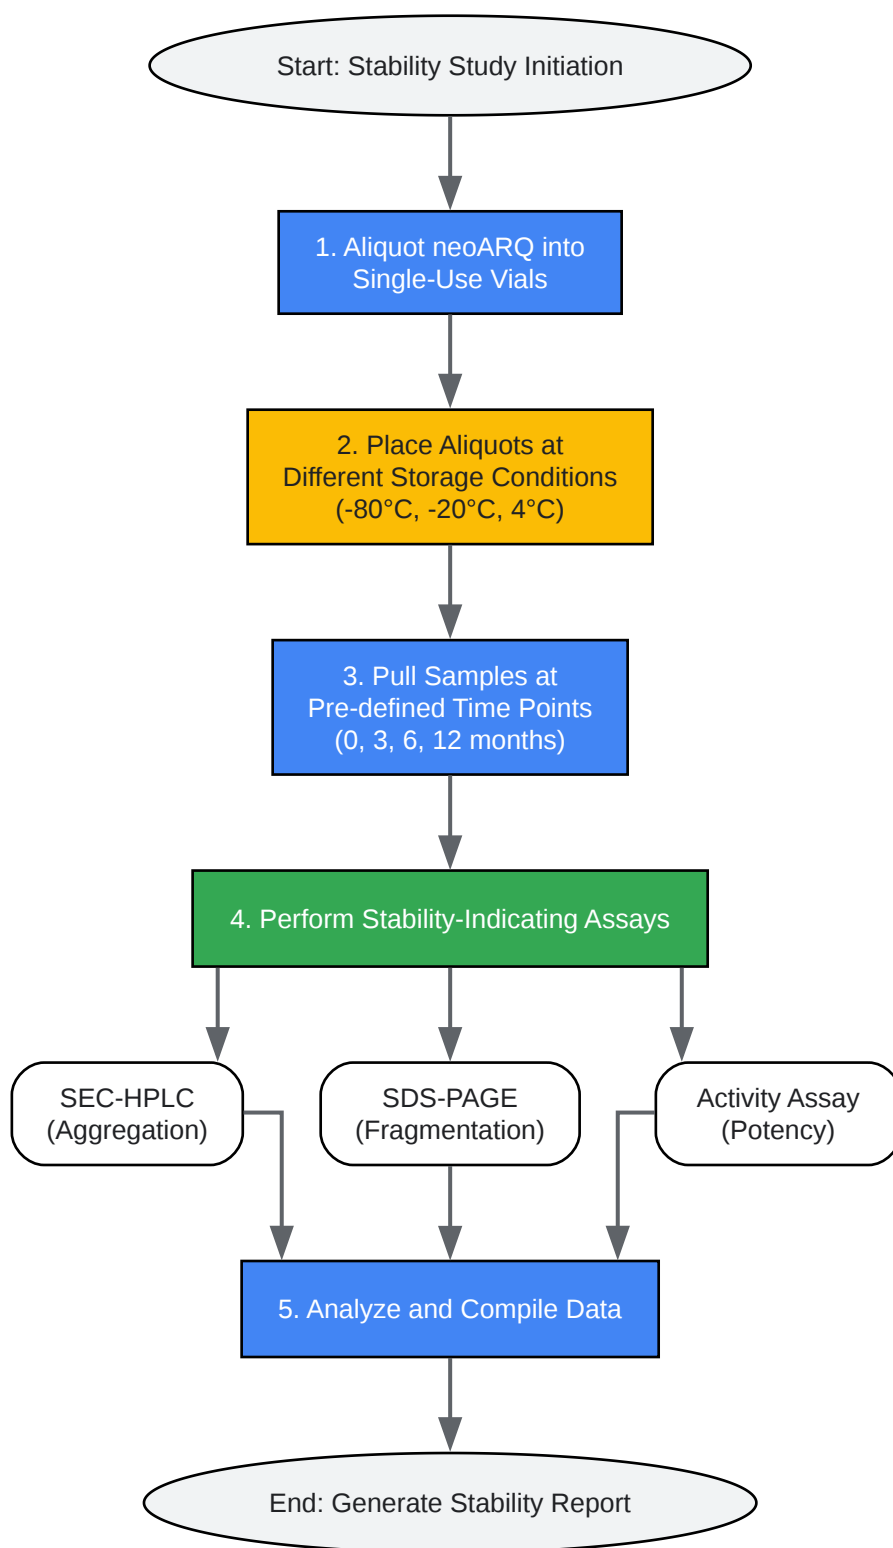 Start: Stability Study Initiation
1. Aliquot neoARQ into
Single-Use Vials
2. Place Aliquots at
Different Storage Conditions
(-80°C, -20°C, 4°C)
3. Pull Samples at
Pre-defined Time Points
(0, 3, 6, 12 months)
4. Perform Stability-Indicating Assays
SEC-HPLC
(Aggregation)
SDS-PAGE
(Fragmentation)
Activity Assay
(Potency)
5. Analyze and Compile Data
End: Generate Stability Report